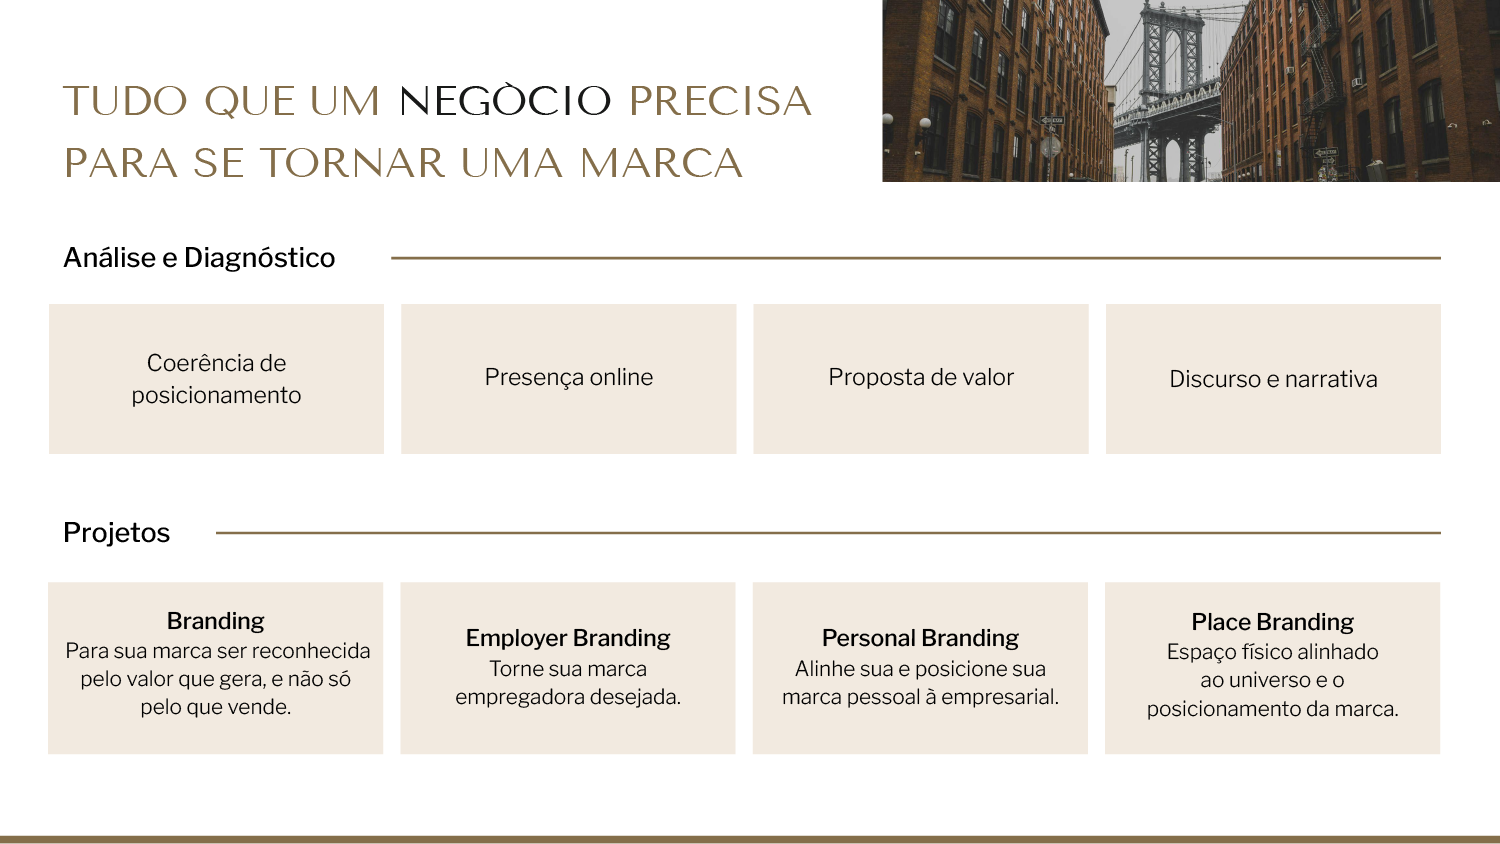 TUDO QUE UM NEGÒCIO PRECISA
PARA SE TORNAR UMA MARCA
Análise e Diagnóstico
Coerência de
posicionamento
Presença online
Proposta de valor
Discurso e narrativa
Projetos
Branding
Para sua marca ser reconhecida
pelo valor que gera, e não só
pelo que vende.
Employer Branding
Torne sua marca
empregadora desejada.
Personal Branding
Alinhe sua e posicione sua
marca pessoal à empresarial.
Place Branding
Espaço físico alinhado
ao universo e o
posicionamento da marca.